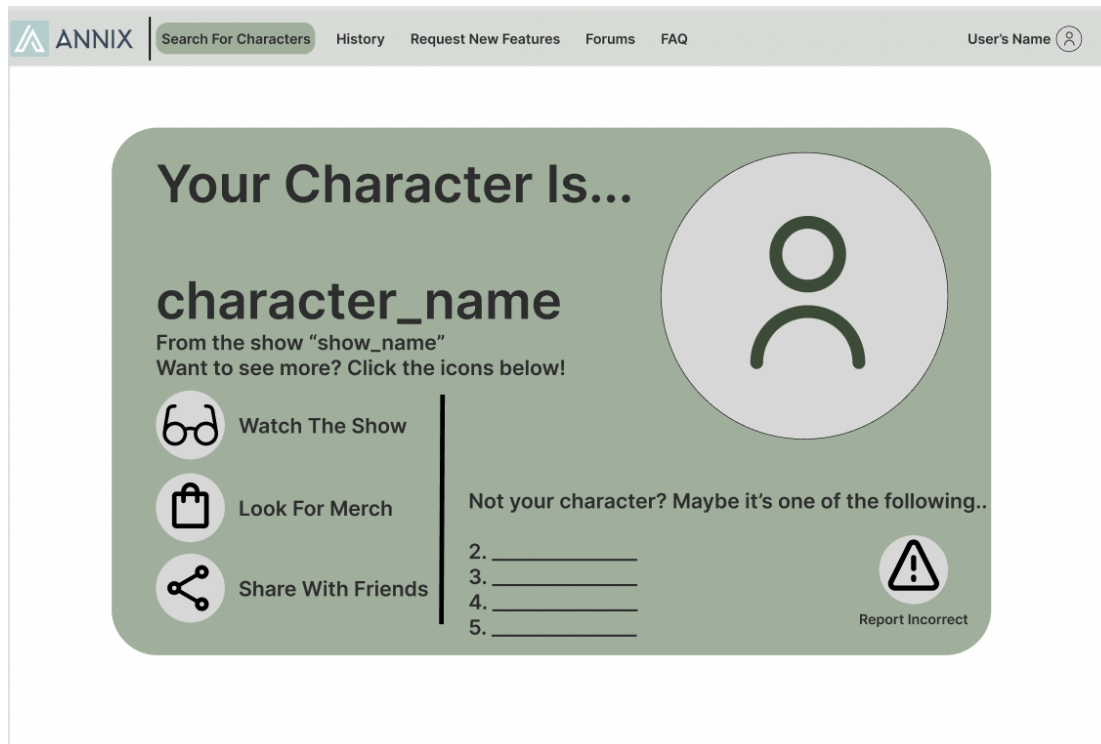 ANNIX
Search For Characters
History
Request New Features
Forums
FAQ
User's Name
Your Character Is...
character_name
From the show “show_name”
Want to see more? Click the icons below!
Watch The Show
Look For Merch
Share With Friends
Not your character? Maybe it’s one of the following..
2. ____________
3. ____________
4. ____________
5. ____________
Report Incorrect